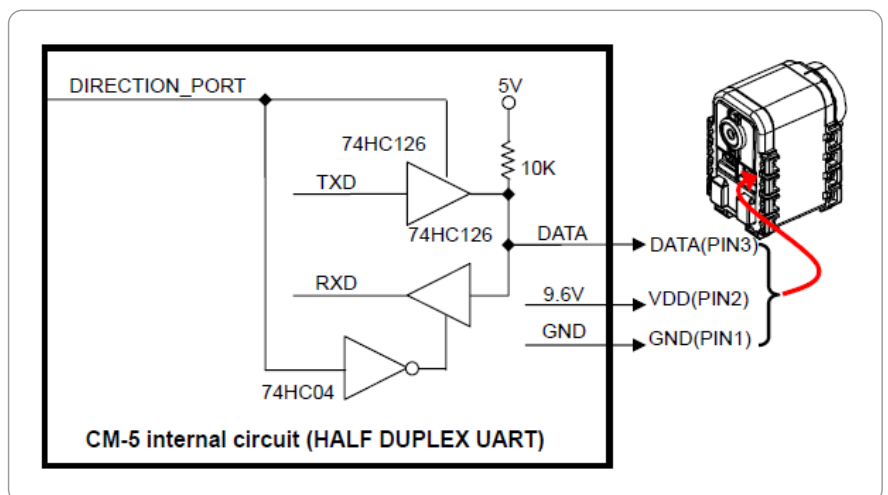 DIRECTION_PORT
5V
74HC126
10K
TXD
74HC126
DATA
DATA(PIN3)
RXD
9.6V
VDD(PIN2)
GND
GND(PIN1)
74HC04
CM-5 internal circuit (HALF DUPLEX UART)